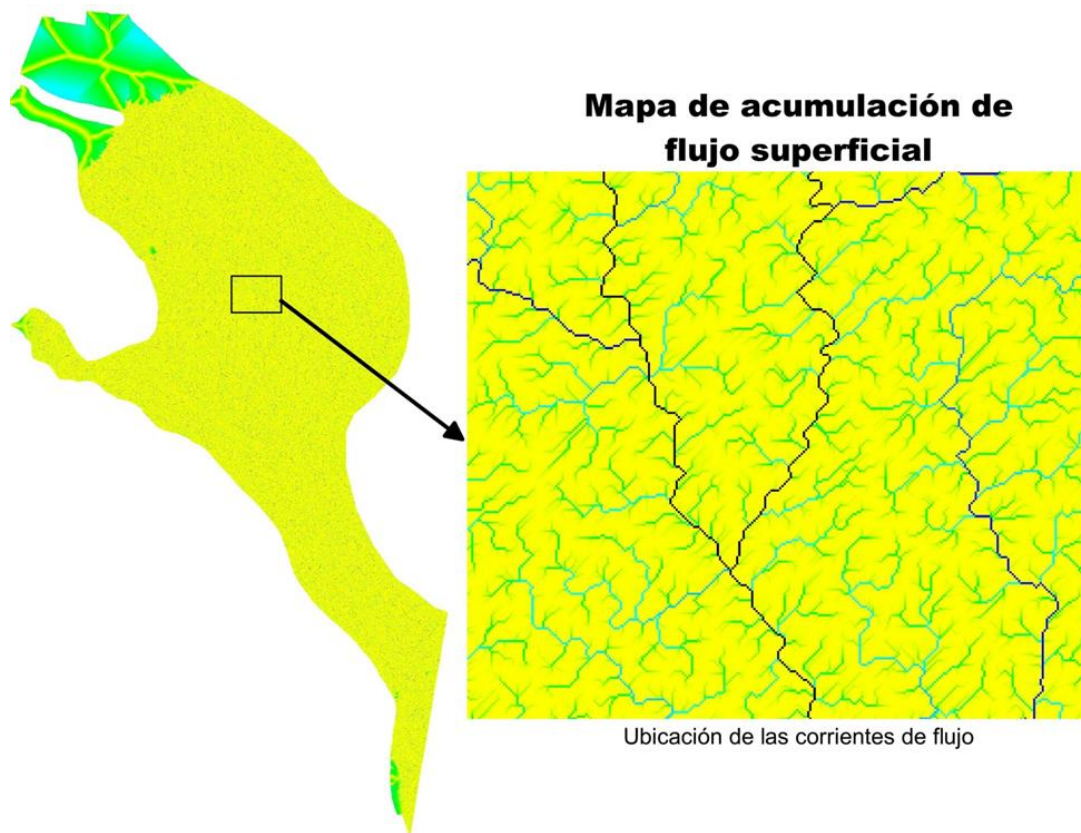 Mapa de acumulación de
flujo superficial
Ubicación de las corrientes de flujo